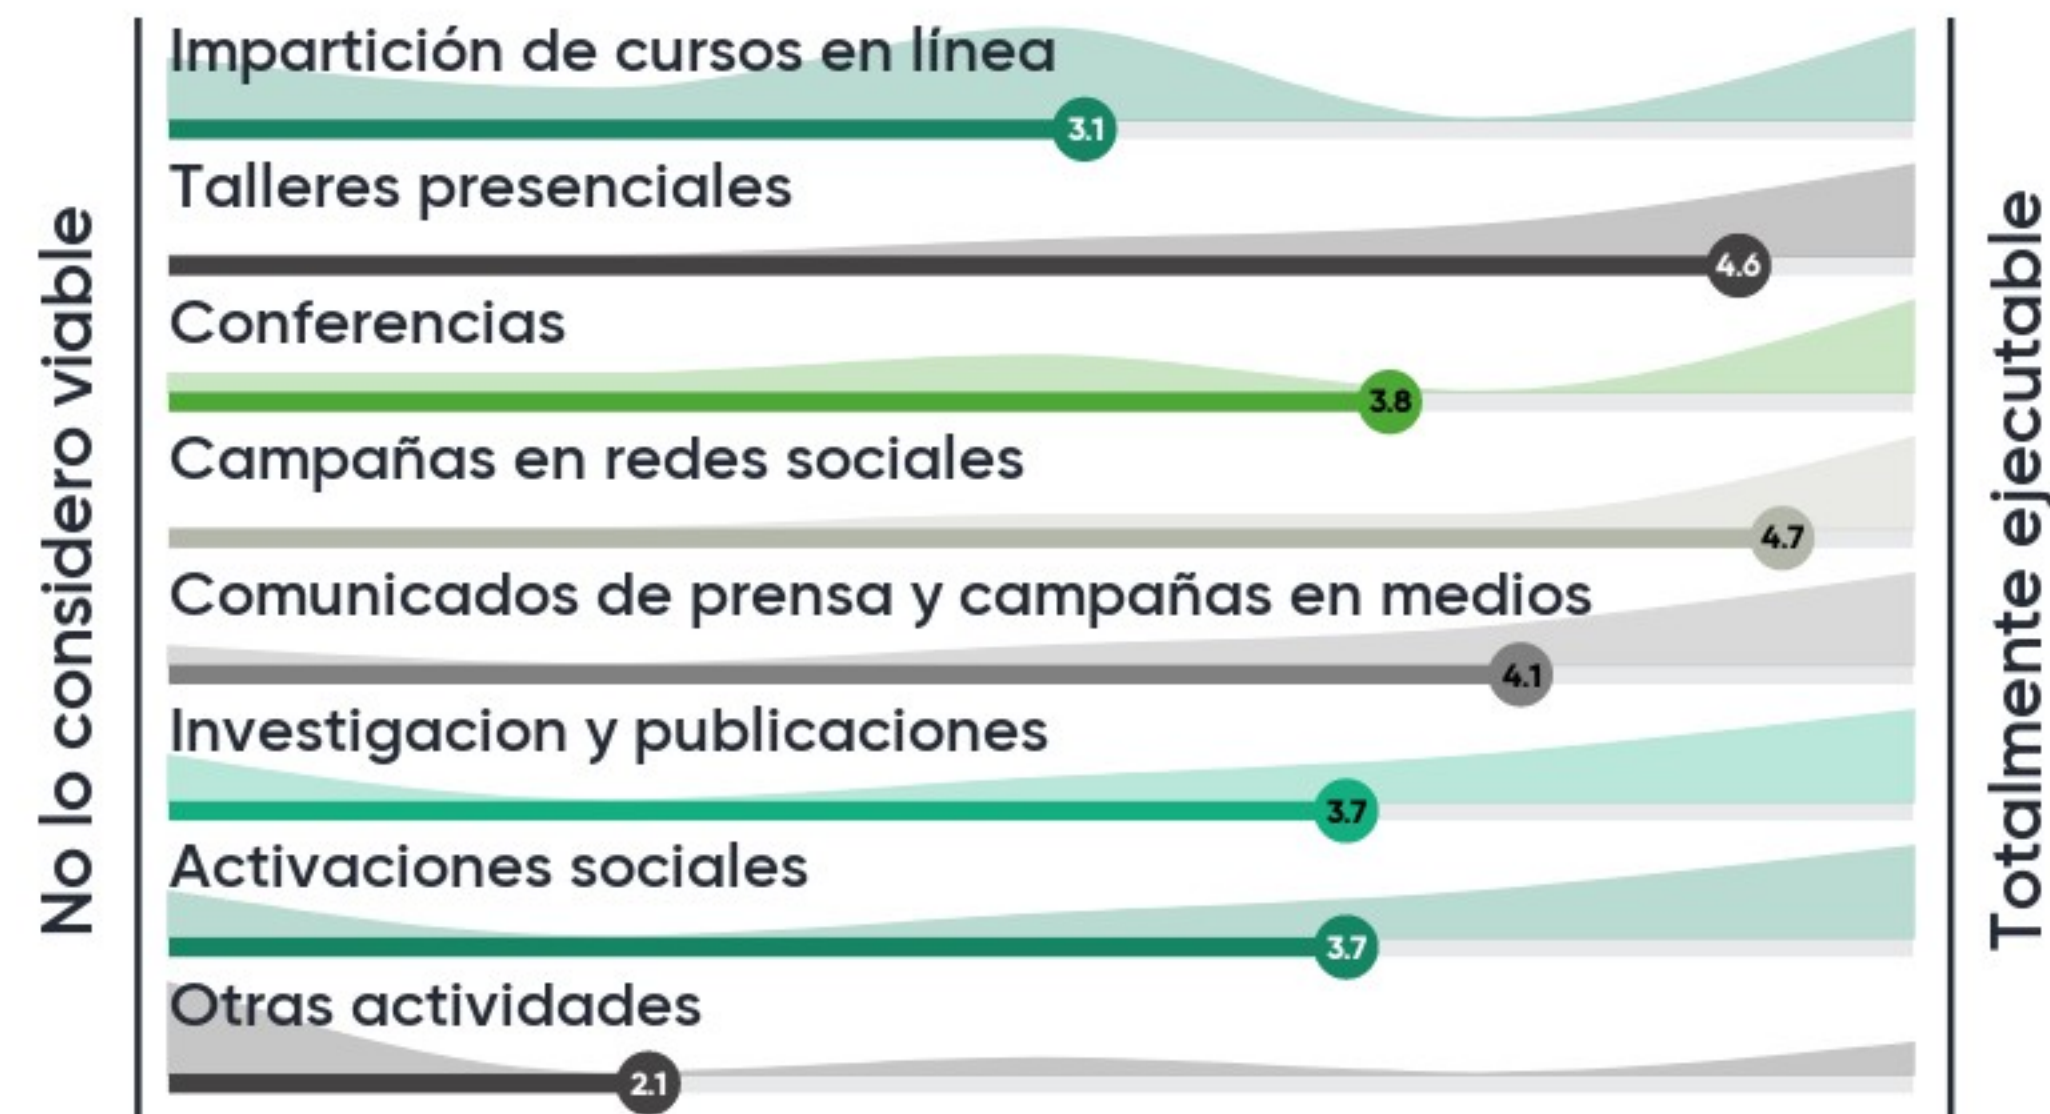 No lo considero viable
Impartición de cursos en línea
3.1
Talleres presenciales
4.6
Conferencias
3.8
Campañas en redes sociales
4.7
Comunicados de prensa y campañas en medios
4.1
Investigacion y publicaciones
3.7
Activaciones sociales
3.7
Otras actividades
2.1
Totalmente ejecutable